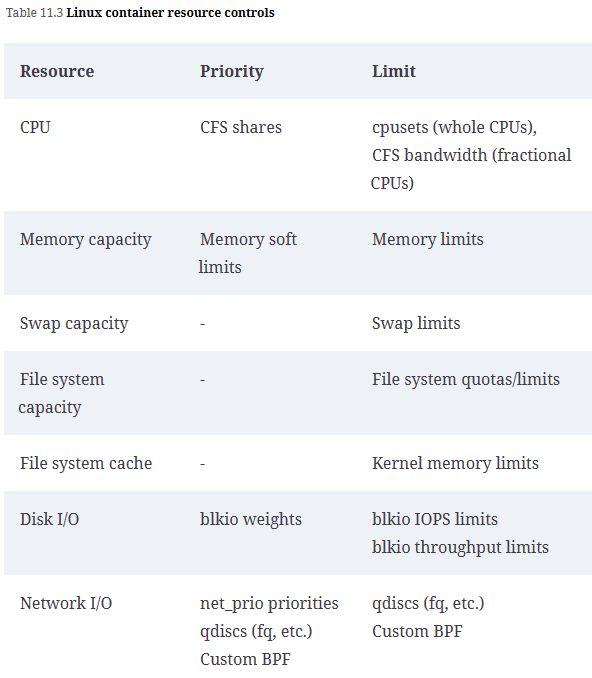 Table 11.3 Linux container resource controls
Resource Priority Limit
CPU CFS shares cpusets (whole CPUs),
CFS bandwidth (fractional
CPUs)
Memory capacity Memory soft Memory limits
limits
Swap capacity - Swap limits
File system - File system quotas/limits
capacity
File system cache - Kernel memory limits
Disk I/O blkio weights blkio IOPS limits
blkio throughput limits
Network I/O net_prio priorities qdiscs (fq, etc.)
qdiscs (fq, etc.) Custom BPF
Custom BPF